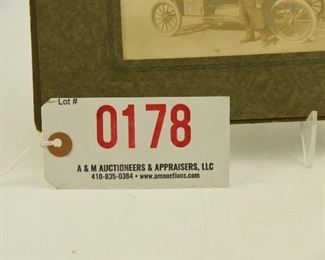 Lot #
0178
A & M AUCTIONEERS & APPRAISERS, LLC
410-835-0384 • www.amauctions.com